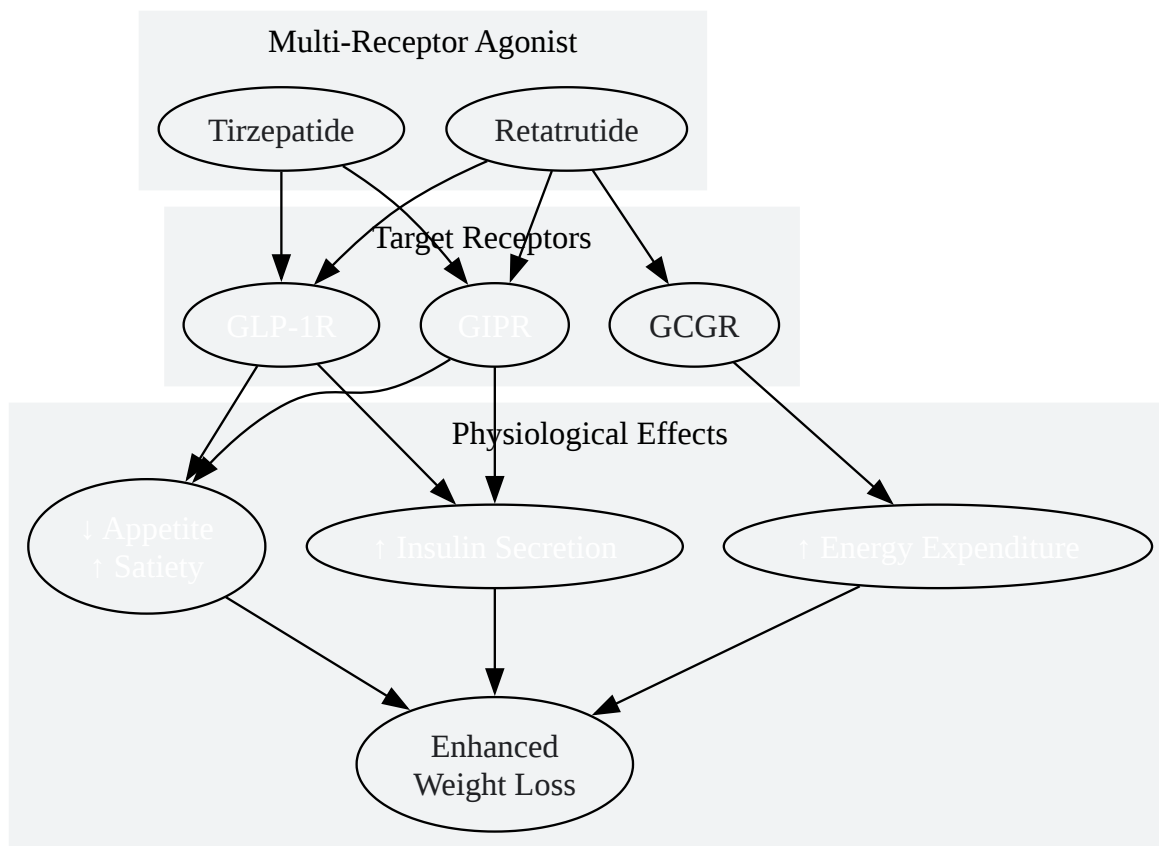 Multi-Receptor Agonist
Tirzepatide
Retatrutide
Target Receptors
GLP-1R
GIPR
GCGR
Physiological Effects
↓ Appetite
↑ Satiety
↑ Insulin Secretion
↑ Energy Expenditure
Enhanced
Weight Loss